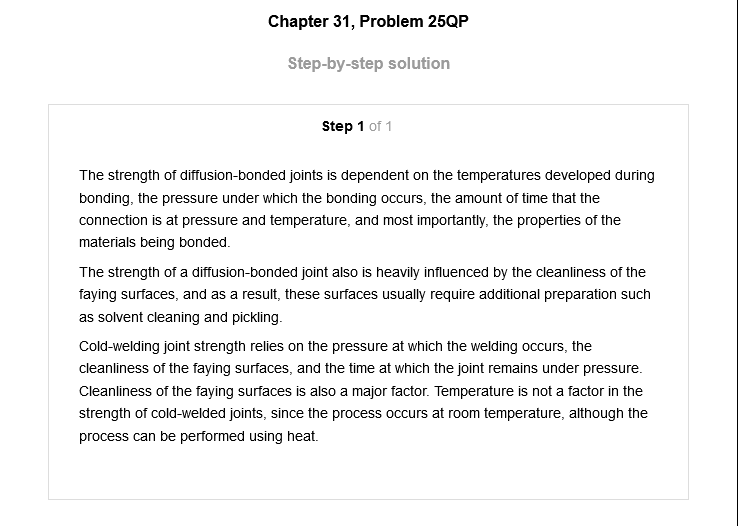 Chapter 31, Problem 25QP
Step-by-step solution
Step 1 of 1
The strength of diffusion-bonded joints is dependent on the temperatures developed during
bonding, the pressure under which the bonding occurs, the amount of time that the
connection is at pressure and temperature, and most importantly, the properties of the
materials being bonded.
The strength of a diffusion-bonded joint also is heavily influenced by the cleanliness of the
faying surfaces, and as a result, these surfaces usually require additional preparation such
as solvent cleaning and pickling.
Cold-welding joint strength relies on the pressure at which the welding occurs, the
cleanliness of the faying surfaces, and the time at which the joint remains under pressure.
Cleanliness of the faying surfaces is also a major factor. Temperature is not a factor in the
strength of cold-welded joints, since the process occurs at room temperature, although the
process can be performed using heat.